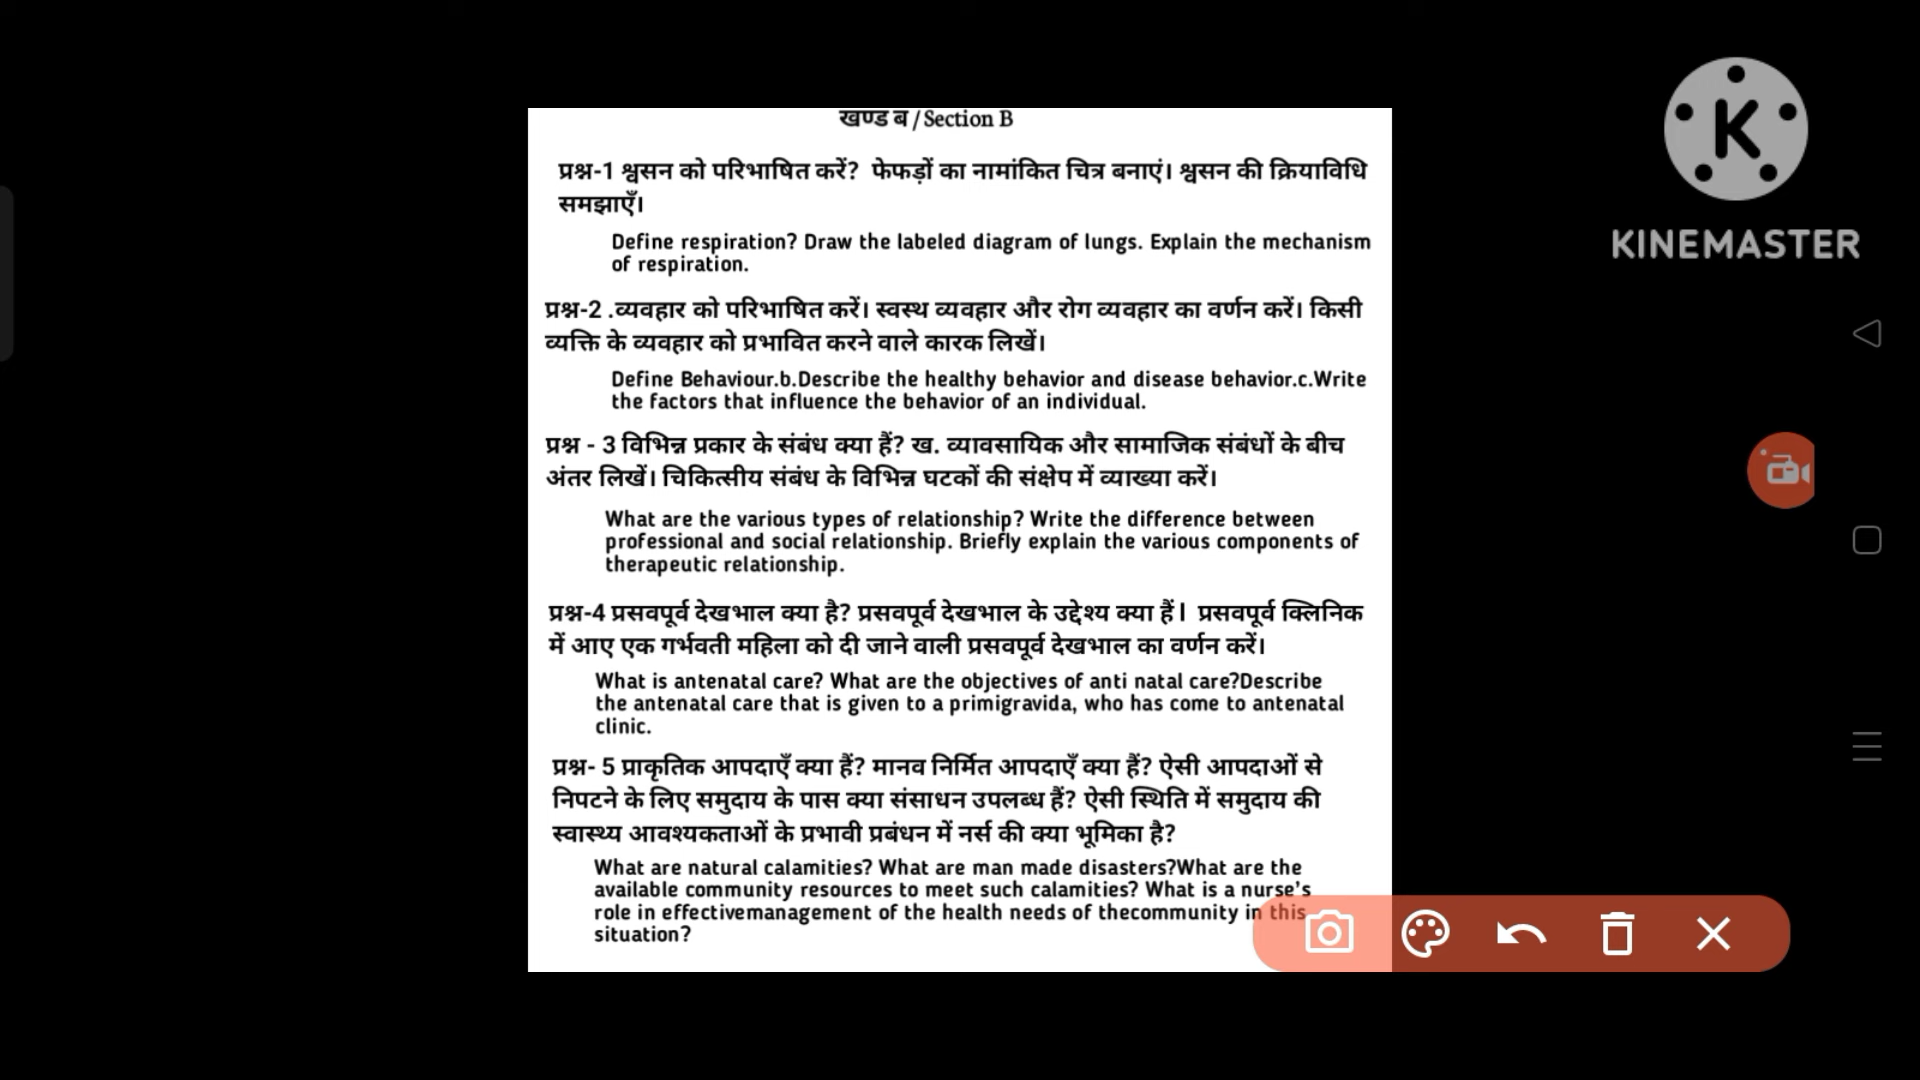 खण्ड ब / Section B
प्रश्न-1 श्वसन को परिभाषित करें? फेफड़ों का नामांकित चित्र बनाएं। श्वसन की क्रियाविधि
समझाएँ।
Define respiration? Draw the labeled diagram of lungs. Explain the mechanism
of respiration.
प्रश्न-2 .व्यवहार को परिभाषित करें। स्वस्थ व्यवहार और रोग व्यवहार का वर्णन करें। किसी
व्यक्ति के व्यवहार को प्रभावित करने वाले कारक लिखें।
Define Behaviour.b.Describe the healthy behavior and disease behavior.c.Write
the factors that influence the behavior of an individual.
प्रश्न - 3 विभिन्न प्रकार के संबंध क्या हैं? ख. व्यावसायिक और सामाजिक संबंधों के बीच
अंतर लिखें। चिकित्सीय संबंध के विभिन्न घटकों की संक्षेप में व्याख्या करें।
What are the various types of relationship? Write the difference between
professional and social relationship. Briefly explain the various components of
therapeutic relationship.
प्रश्न-4 प्रसवपूर्व देखभाल क्या है? प्रसवपूर्व देखभाल के उद्देश्य क्या हैं। प्रसवपूर्व क्लिनिक
में आए एक गर्भवती महिला को दी जाने वाली प्रसवपूर्व देखभाल का वर्णन करें।
What is antenatal care? What are the objectives of anti natal care?Describe
the antenatal care that is given to a primigravida, who has come to antenatal
clinic.
प्रश्न- 5 प्राकृतिक आपदाएँ क्या हैं? मानव निर्मित आपदाएँ क्या हैं? ऐसी आपदाओं से
निपटने के लिए समुदाय के पास क्या संसाधन उपलब्ध हैं? ऐसी स्थिति में समुदाय की
स्वास्थ्य आवश्यकताओं के प्रभावी प्रबंधन में नर्स की क्या भूमिका है?
What are natural calamities? What are man made disasters?What are the
available community resources to meet such calamities? What is a nurse's
role in effectivemanagement of the health needs of thecommunity in this
situation?
K
KINEMASTER